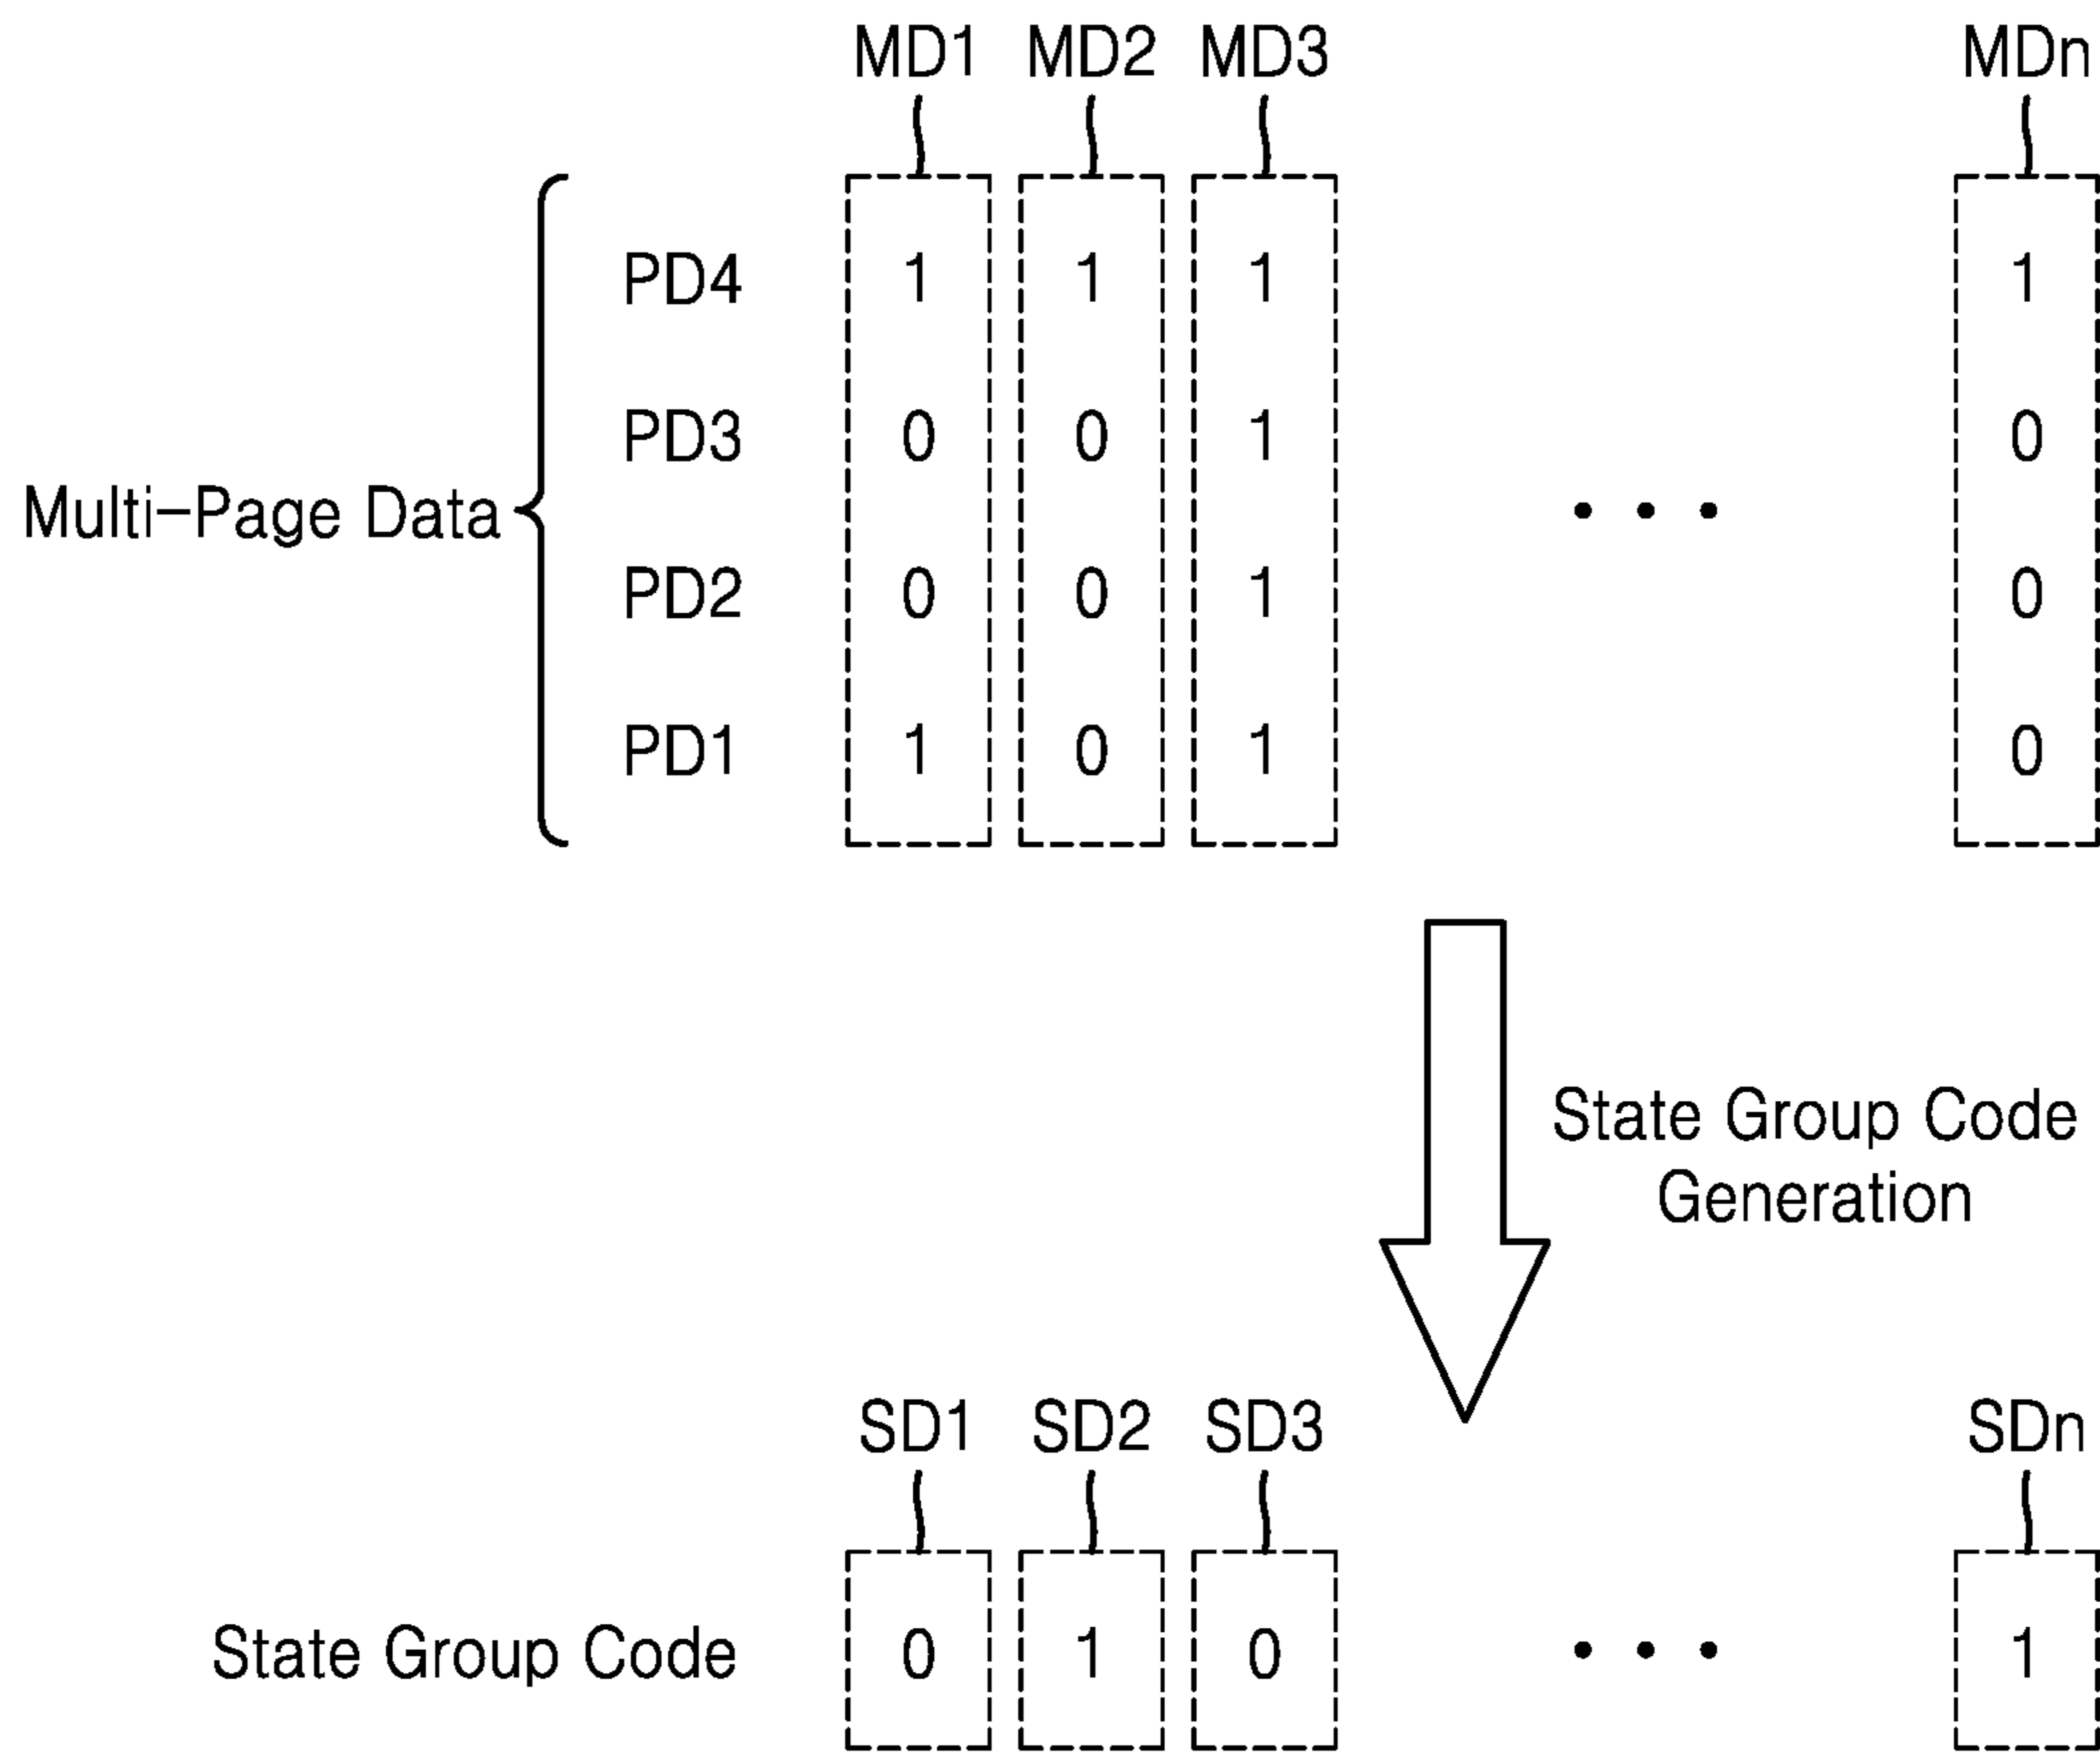 MD1 MD2 MD3 MDn
PD4 1 1 1 1
PD3 0 0 1 0
Multi-Page Data • • •
PD2 0 0 1 0
PD1 1 0 1 0
State Group Code
Generation
SD1 SD2 SD3 SDn
State Group Code 0 1 0 • • • 1